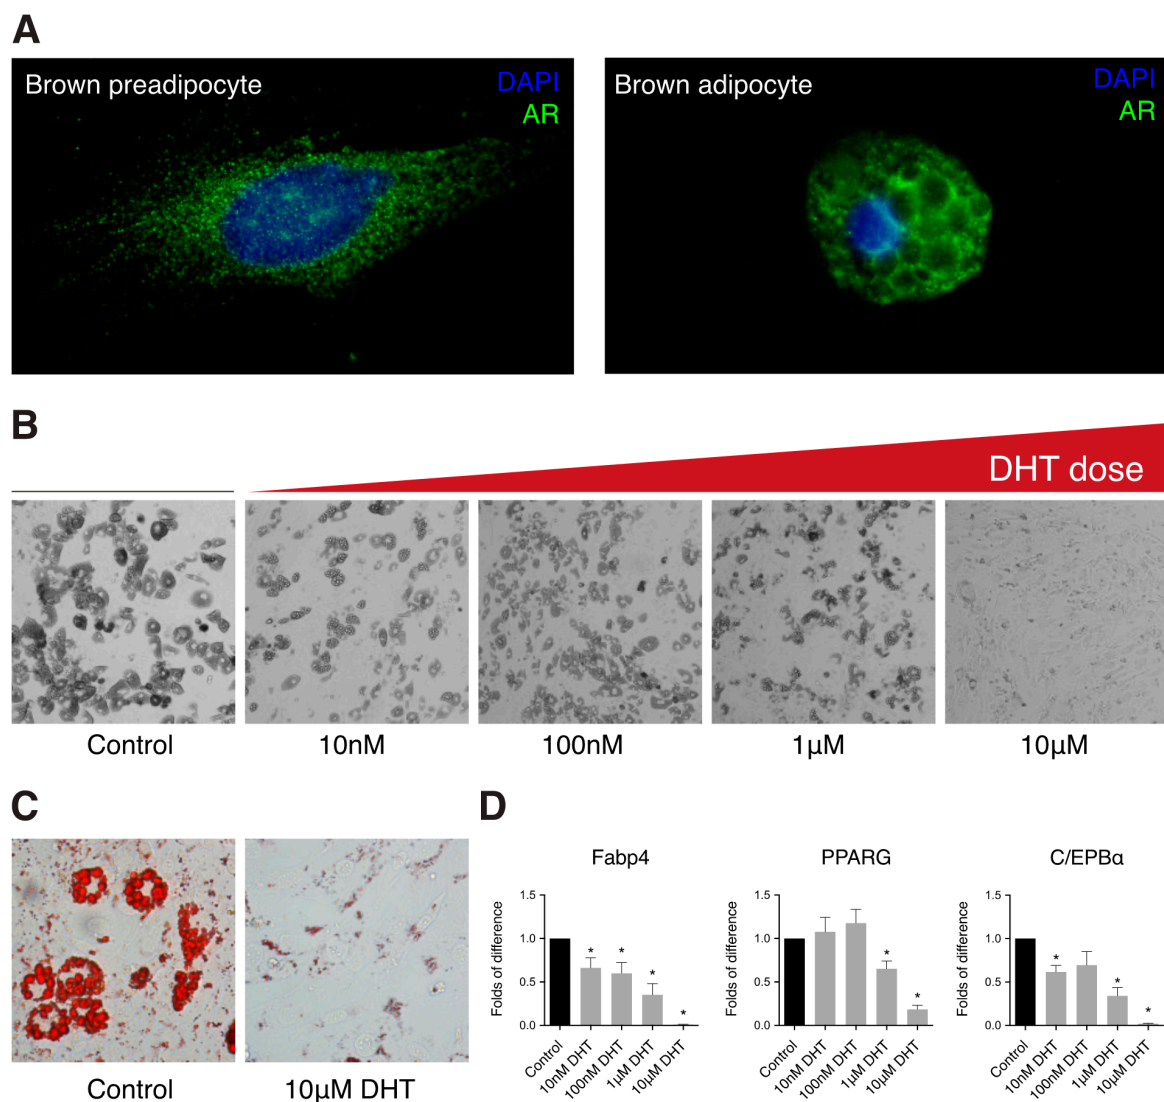 A
Brown preadipocyte
DAPI
AR
Brown adipocyte
DAPI
AR
B
DHT dose
Control
10nM
100nM
1µM
10µM
C
Control
10µM DHT
D
Fabp4
Folds of difference
1.5
1.0
0.5
0.0
* * * *
Control
10nM DHT
100nM DHT
1µM DHT
10µM DHT
PPARG
Folds of difference
1.5
1.0
0.5
0.0
* *
Control
10nM DHT
100nM DHT
1µM DHT
10µM DHT
C/EPBα
Folds of difference
1.5
1.0
0.5
0.0
* * *
Control
10nM DHT
100nM DHT
1µM DHT
10µM DHT